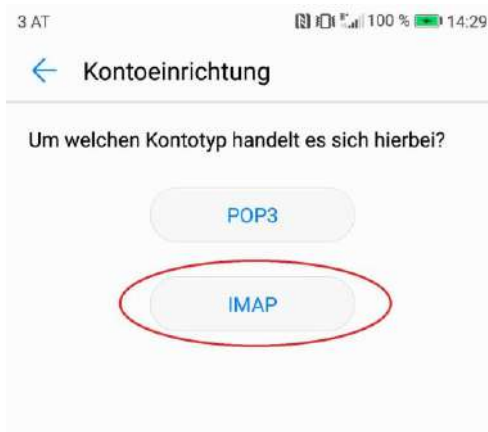 3 AT 100 % 14:29
Kontoeinrichtung
Um welchen Kontotyp handelt es sich hierbei?
POP3
IMAP